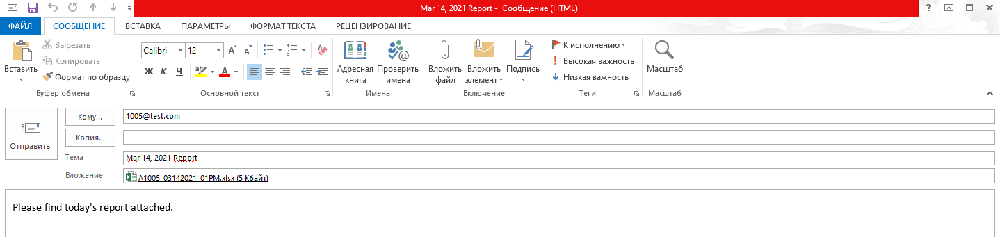 Mar 14, 2021 Report - Сообщение (HTML)
?
ФАЙЛ СООБЩЕНИЕ ВСТАВКА ПАРАМЕТРЫ ФОРМАТ ТЕКСТА РЕЦЕНЗИРОВАНИЕ
Вставить
Вырезать
Копировать
Формат по образцу
Буфер обмена
Calibri 12
Ж К Ч
Основной текст
Адресная книга
Проверить имена
Имена
Вложить файл
Вложить элемент
Подпись
Включение
К исполнению
Высокая важность
Низкая важность
Теги
Масштаб
Масштаб
Отправить
Кому... 1005@test.com
Копия...
Тема Mar 14, 2021 Report
Вложение A1005_03142021_01PM.xlsx (5 Кбайт)
Please find today's report attached.